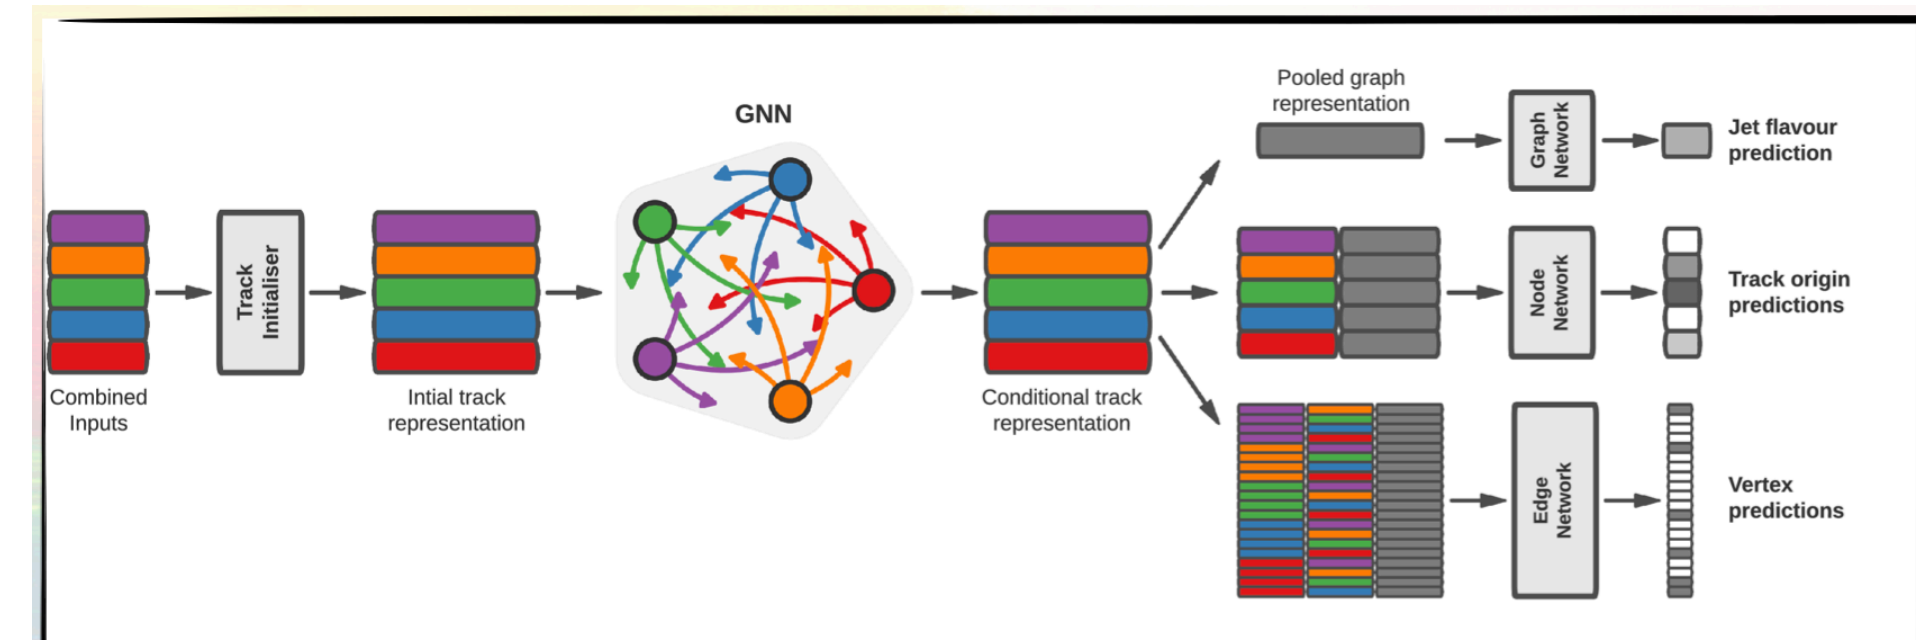 Combined
Inputs
Track
Initialiser
Intial track
representation
GNN
Conditional track
representation
Pooled graph
representation
Graph
Network
Jet flavour
prediction
Node
Network
Track origin
predictions
Edge
Network
Vertex
predictions